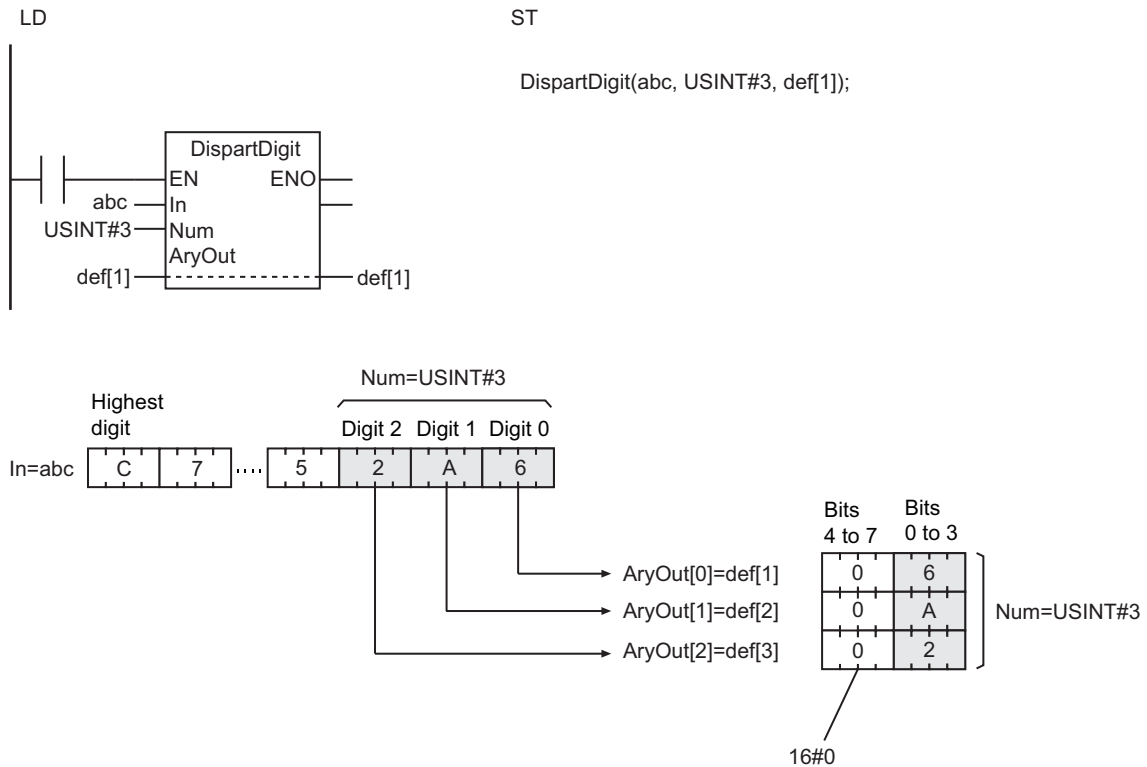 LD
ST
DispartDigit(abc, USINT#3, def[1]);
DispartDigit
EN ENO
abc In
USINT#3 Num
AryOut
def[1] def[1]
Num=USINT#3
Highest
digit
Digit 2 Digit 1 Digit 0
In=abc C 7 5 2 A 6
Bits
4 to 7
Bits
0 to 3
AryOut[0]=def[1] 0 6
AryOut[1]=def[2] 0 A Num=USINT#3
AryOut[2]=def[3] 0 2
16#0